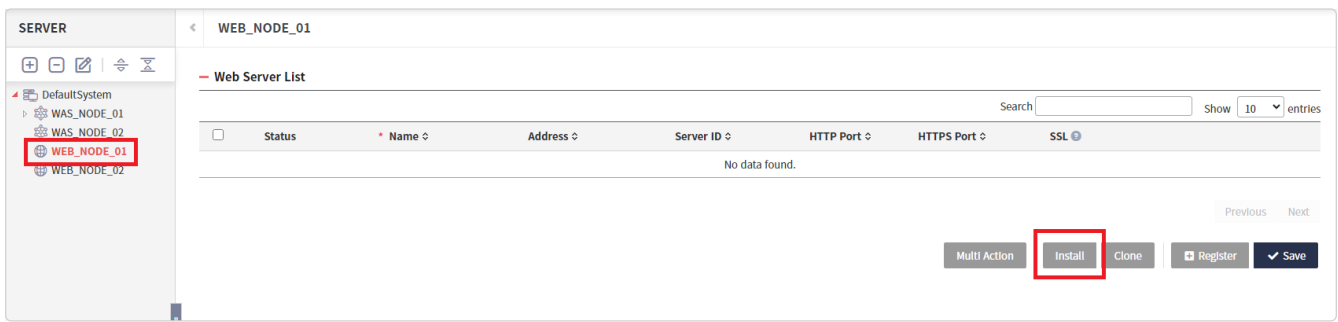 SERVER
WEB_NODE_01
DefaultSystem
WAS_NODE_01
WAS_NODE_02
WEB_NODE_01
WEB_NODE_02
Web Server List
Search Show 10 entries
Status * Name Address Server ID HTTP Port HTTPS Port SSL
No data found.
Previous Next
Multi Action Install Clone Register Save